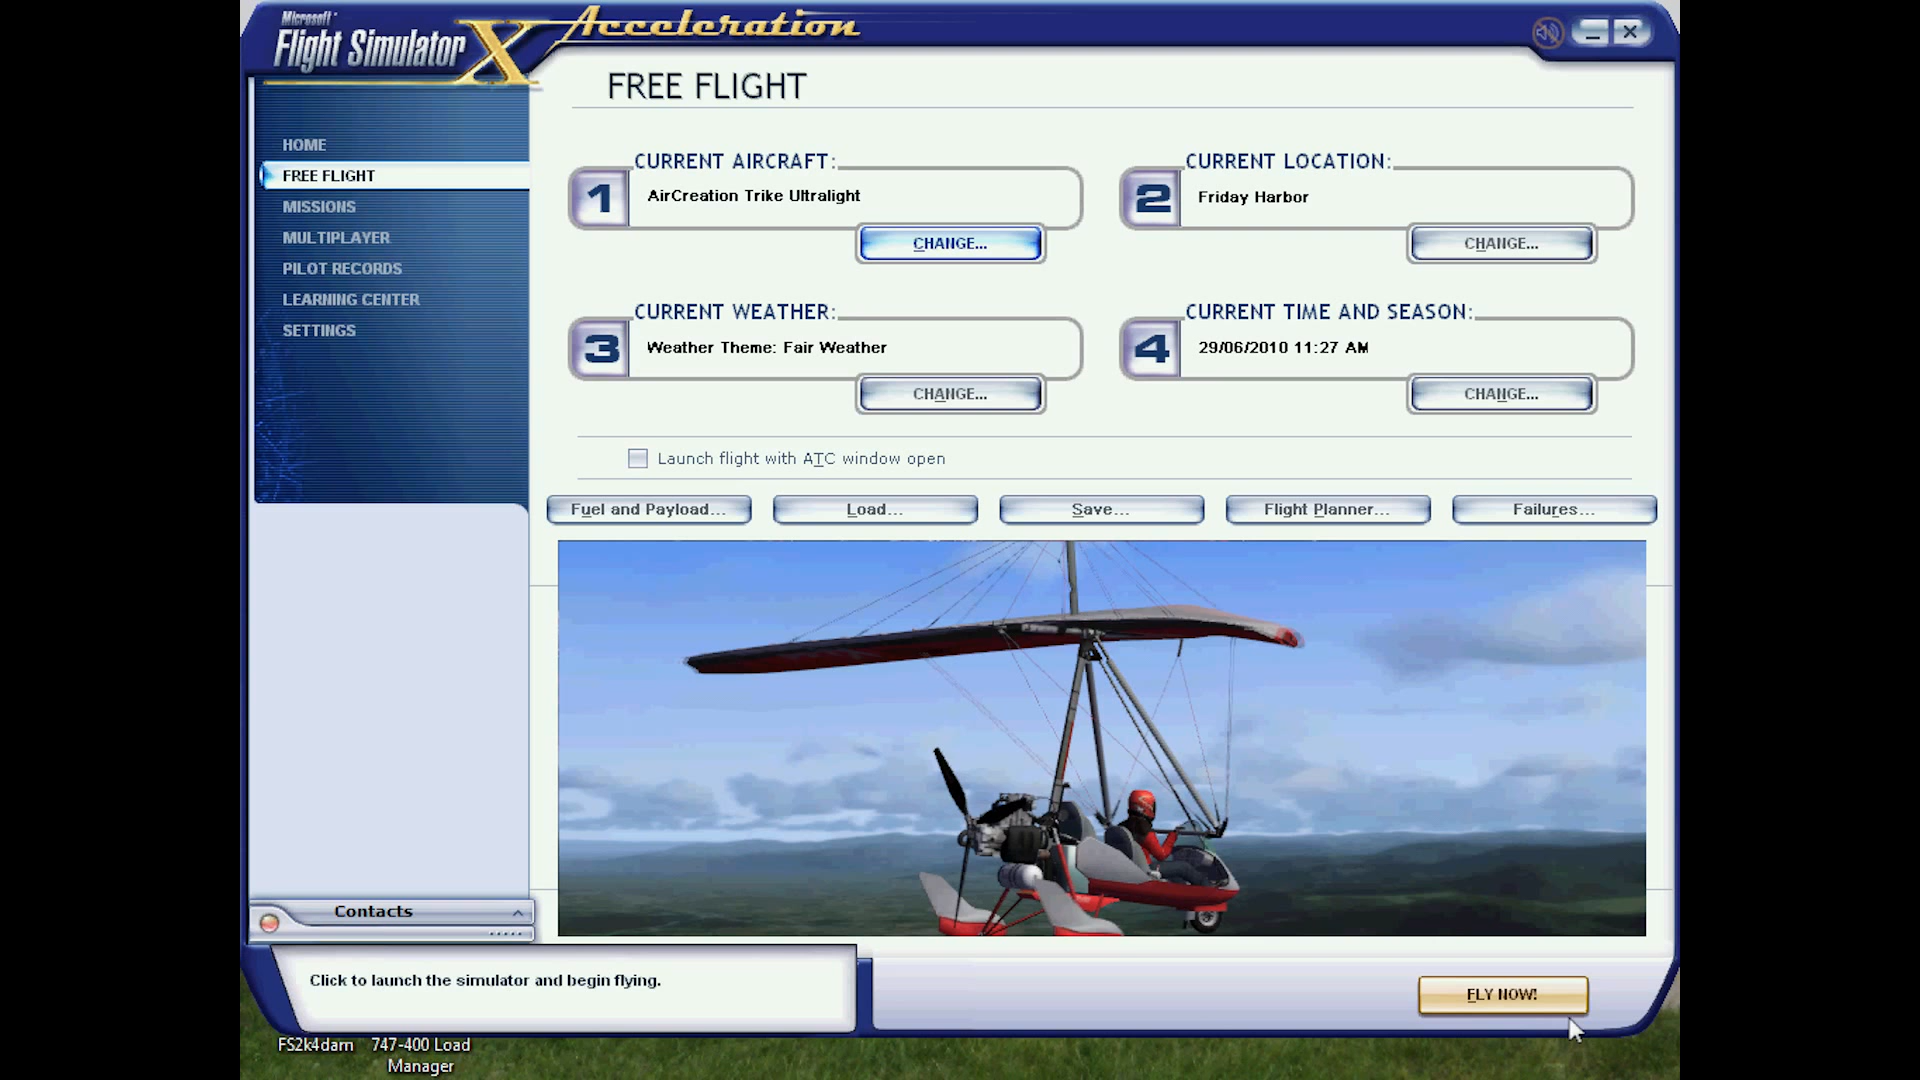 Microsoft
Flight Simulator X Acceleration
FREE FLIGHT
HOME
FREE FLIGHT
MISSIONS
MULTIPLAYER
PILOT RECORDS
LEARNING CENTER
SETTINGS
CURRENT AIRCRAFT:
1 AirCreation Trike Ultralight
CHANGE...
CURRENT LOCATION:
2 Friday Harbor
CHANGE...
CURRENT WEATHER:
3 Weather Theme: Fair Weather
CHANGE...
CURRENT TIME AND SEASON:
4 29/06/2010 11:27 AM
CHANGE...
Launch flight with ATC window open
Fuel and Payload...
Load...
Save...
Flight Planner...
Failures...
Contacts
Click to launch the simulator and begin flying.
FLY NOW!
FS2k4dam
747-400 Load
Manager